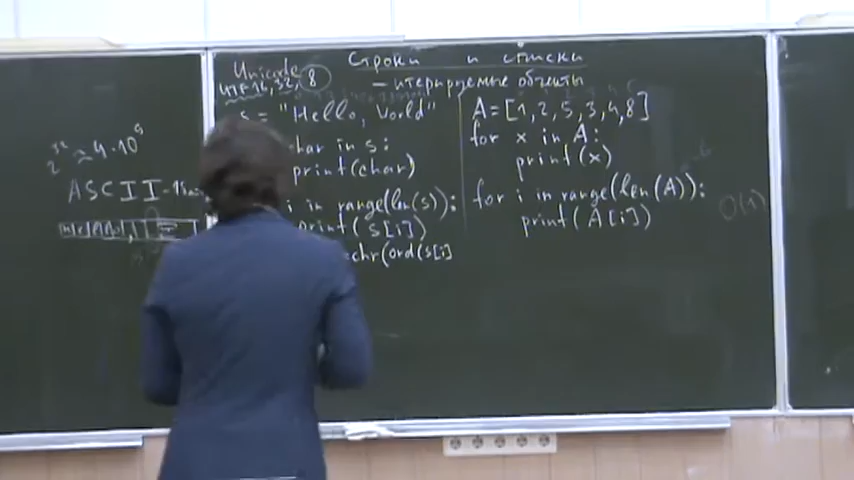 Строки и списки
- итерируемые объекты
Unicode
UTF-16, 32, 8
s = "Hello, World"
char in s:
print(char)
i in range(len(s)):
print(s[i])
chr(ord(s[i]
A=[1,2,5,3,4,8]
for x in A:
print(x)
for i in range(len(A)):
print(A[i])
O(1)
2³² ≈ 4·10⁹
ASCII -